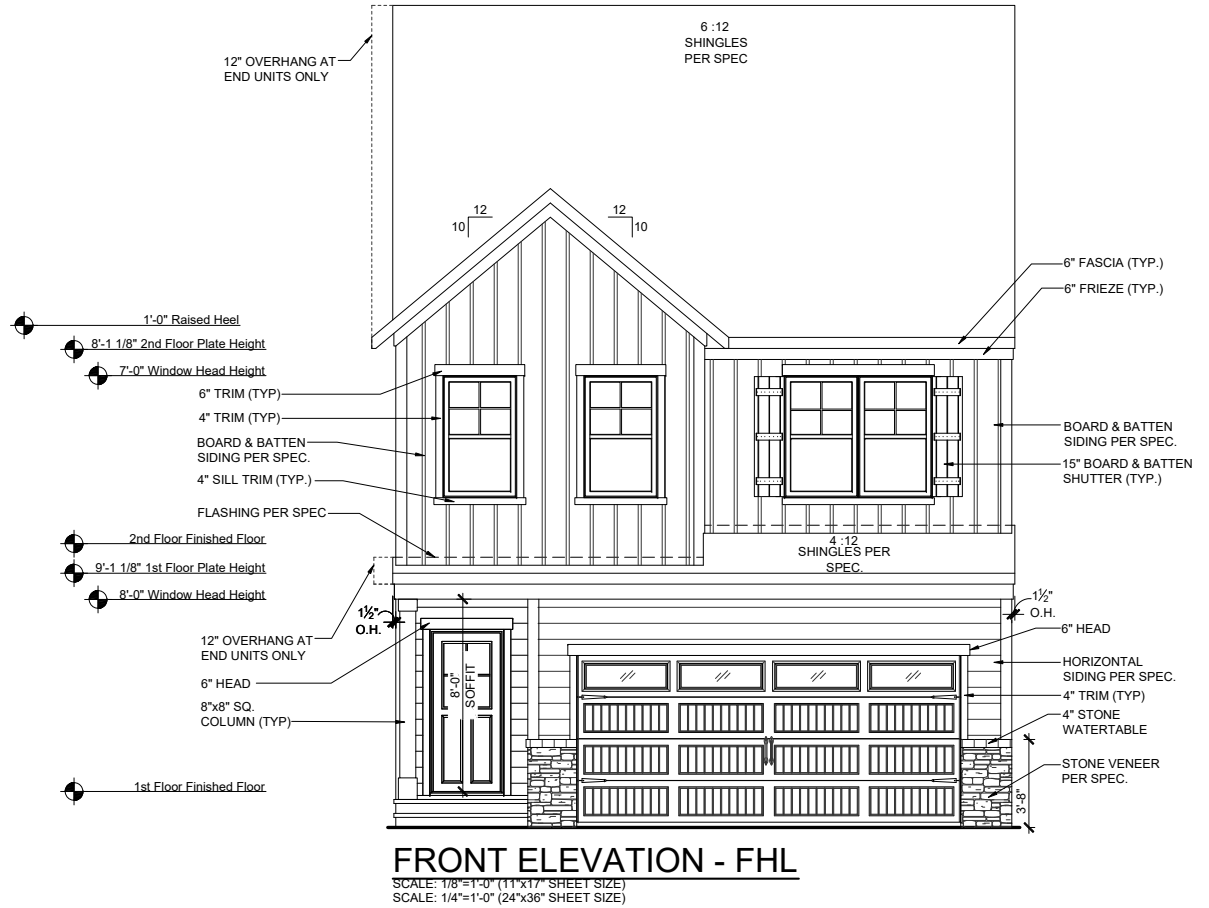 6 :12
SHINGLES
PER SPEC
12" OVERHANG AT
END UNITS ONLY
12
10
12
10
6" FASCIA (TYP.)
6" FRIEZE (TYP.)
1'-0" Raised Heel
8'-1 1/8" 2nd Floor Plate Height
7'-0" Window Head Height
6" TRIM (TYP)
4" TRIM (TYP)
BOARD & BATTEN
SIDING PER SPEC.
4" SILL TRIM (TYP.)
FLASHING PER SPEC
BOARD & BATTEN
SIDING PER SPEC.
15" BOARD & BATTEN
SHUTTER (TYP.)
2nd Floor Finished Floor
9'-1 1/8" 1st Floor Plate Height
8'-0" Window Head Height
4 :12
SHINGLES PER
SPEC.
1½"
O.H.
1½"
O.H.
12" OVERHANG AT
END UNITS ONLY
6" HEAD
8"x8" SQ.
COLUMN (TYP)
8'-0"
SOFFIT
6" HEAD
HORIZONTAL
SIDING PER SPEC.
4" TRIM (TYP)
4" STONE
WATERTABLE
STONE VENEER
PER SPEC.
3'-8"
1st Floor Finished Floor
FRONT ELEVATION - FHL
SCALE: 1/8"=1'-0" (11"x17" SHEET SIZE)
SCALE: 1/4"=1'-0" (24"x36" SHEET SIZE)